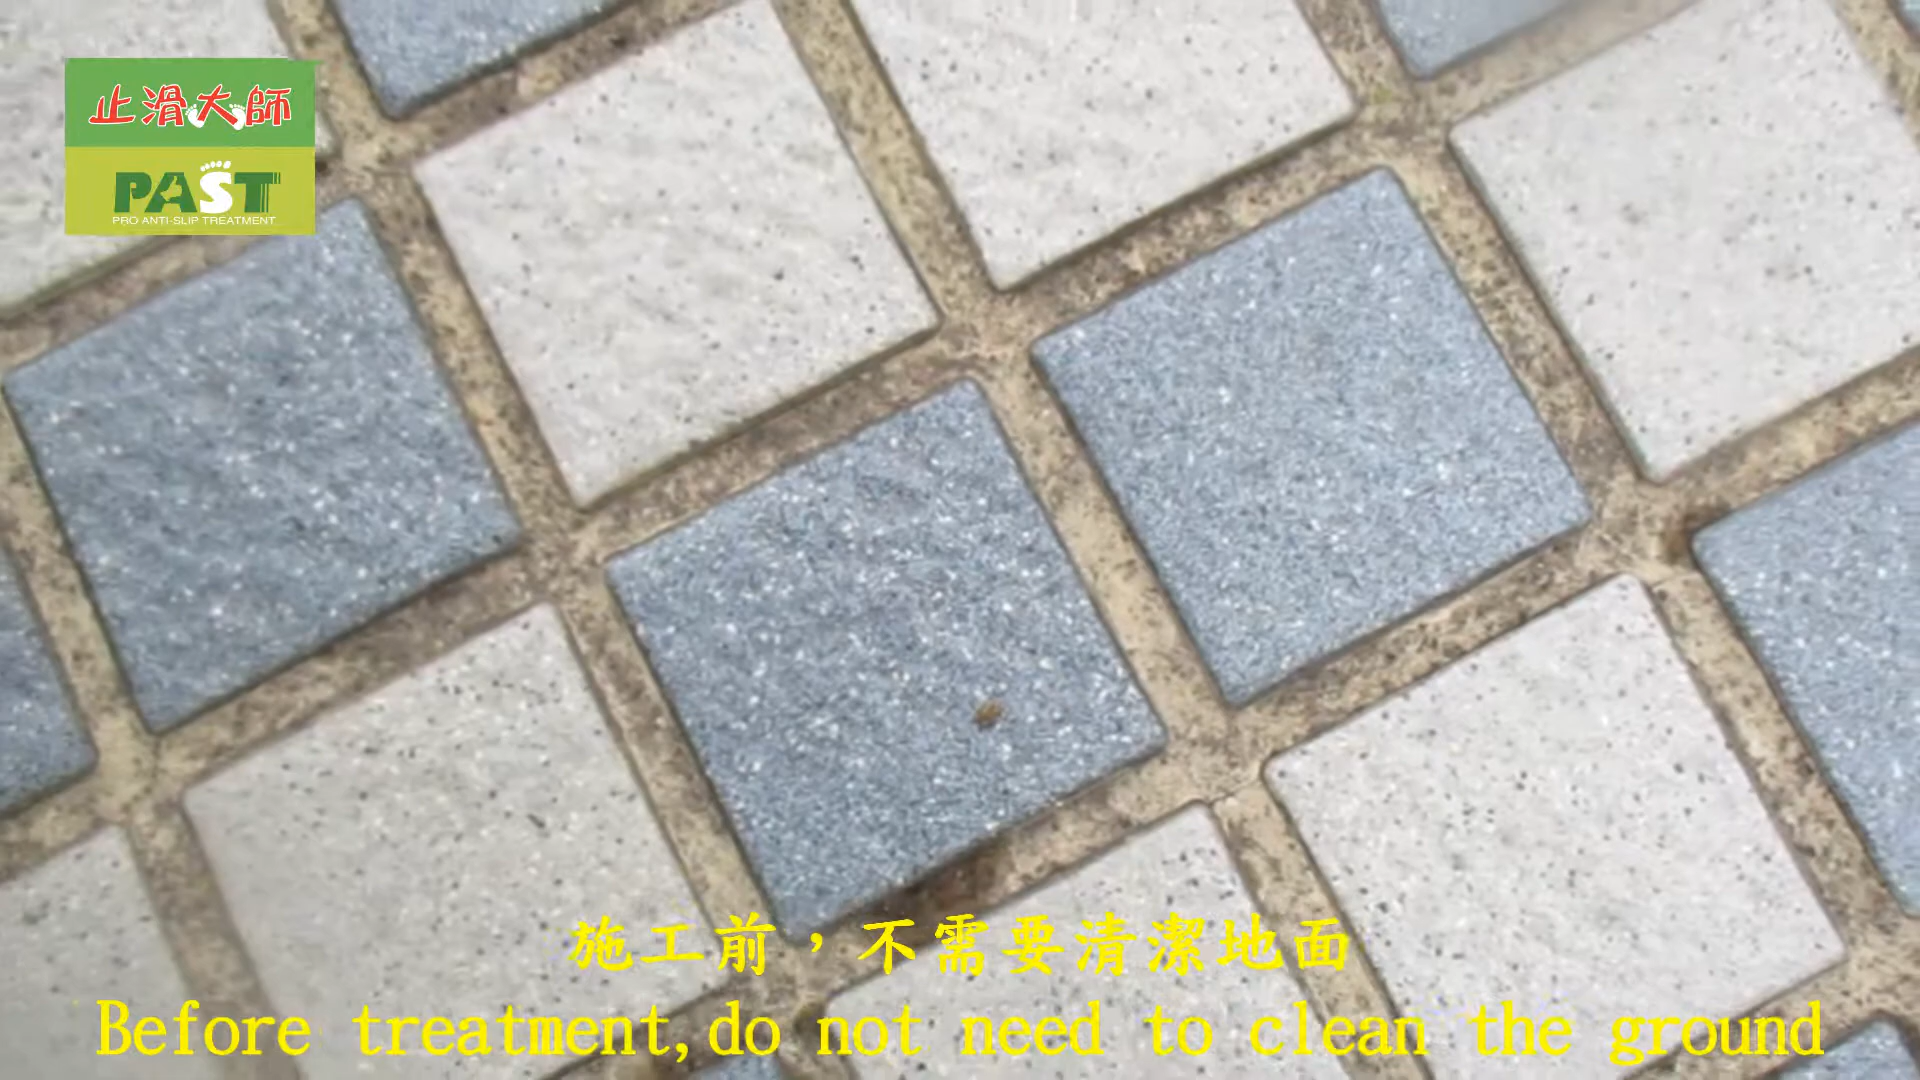 止滑大師
PAST
PRO ANTI-SLIP TREATMENT
施工前，不需要清潔地面
Before treatment,do not need to clean the ground